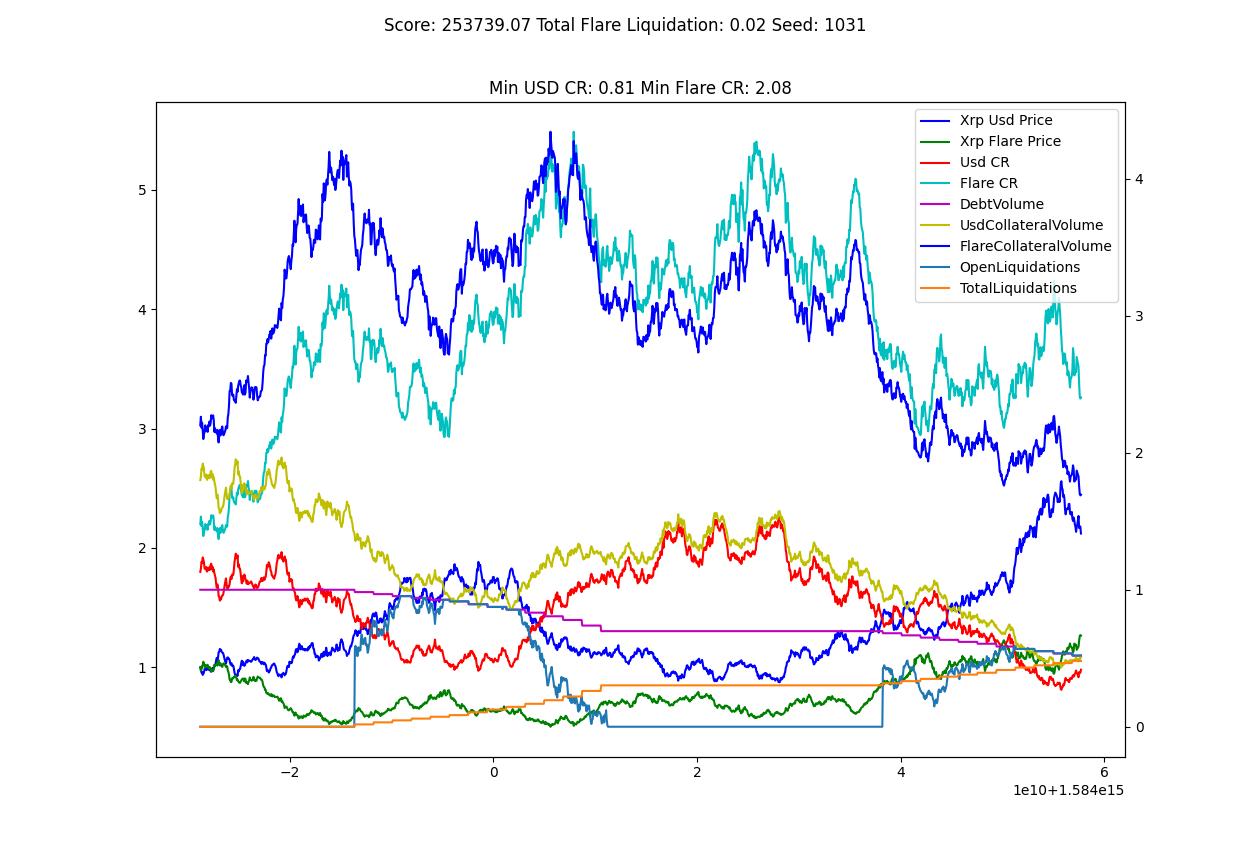 Score: 253739.07 Total Flare Liquidation: 0.02 Seed: 1031
Min USD CR: 0.81 Min Flare CR: 2.08
Xrp Usd Price
Xrp Flare Price
Usd CR
Flare CR
DebtVolume
UsdCollateralVolume
FlareCollateralVolume
OpenLiquidations
TotalLiquidations
5
4
3
2
1
4
3
2
1
0
−2
0
2
4
6
1e10+1.584e15